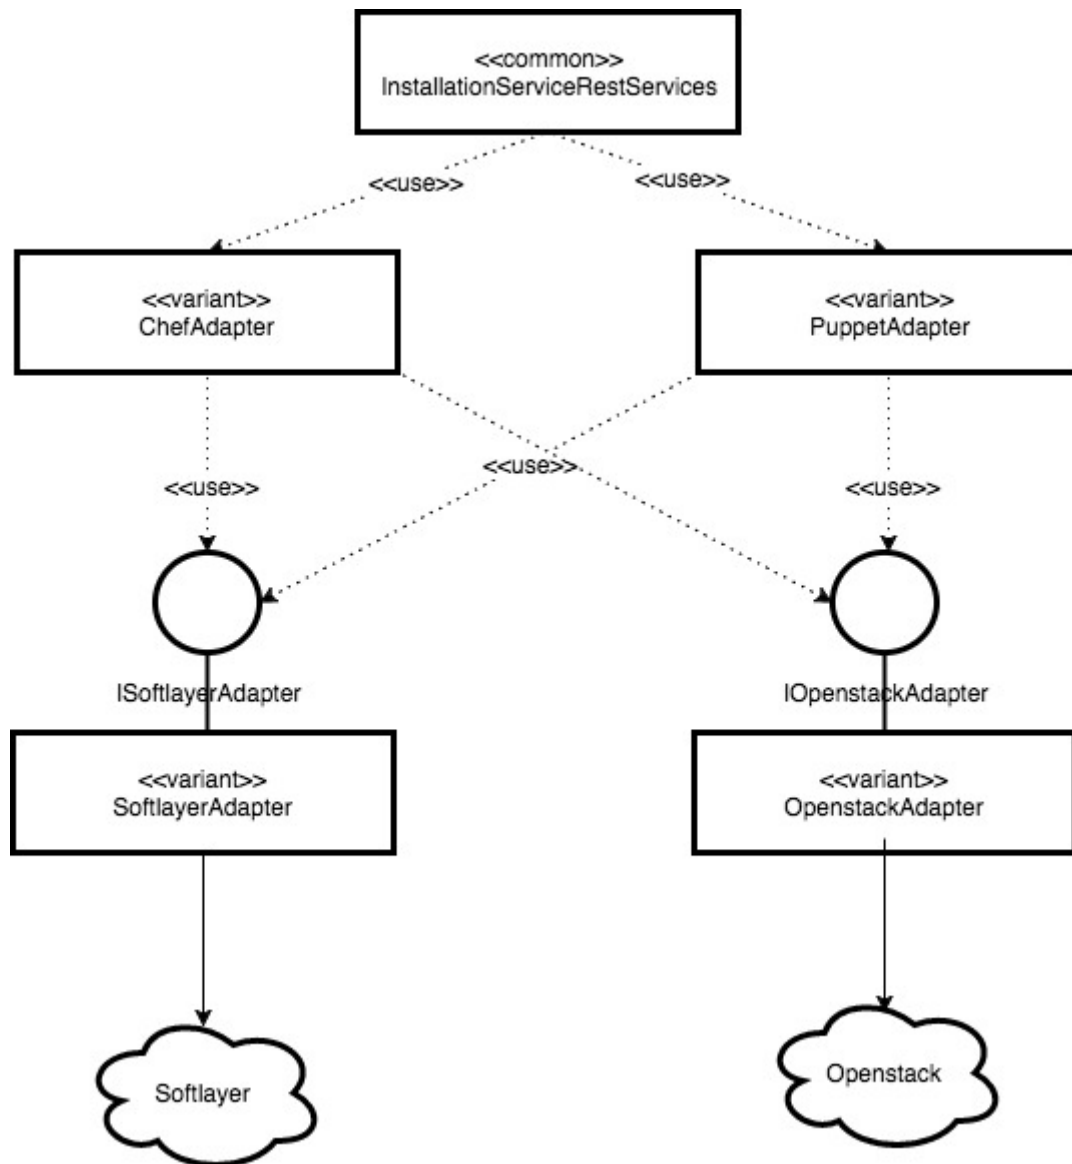 <<common>>
InstallationServiceRestServices
<<use>>
<<use>>
<<variant>>
ChefAdapter
<<variant>>
PuppetAdapter
<<use>>
<<use>>
<<use>>
ISoftlayerAdapter
IOpenstackAdapter
<<variant>>
SoftlayerAdapter
<<variant>>
OpenstackAdapter
Softlayer
Openstack